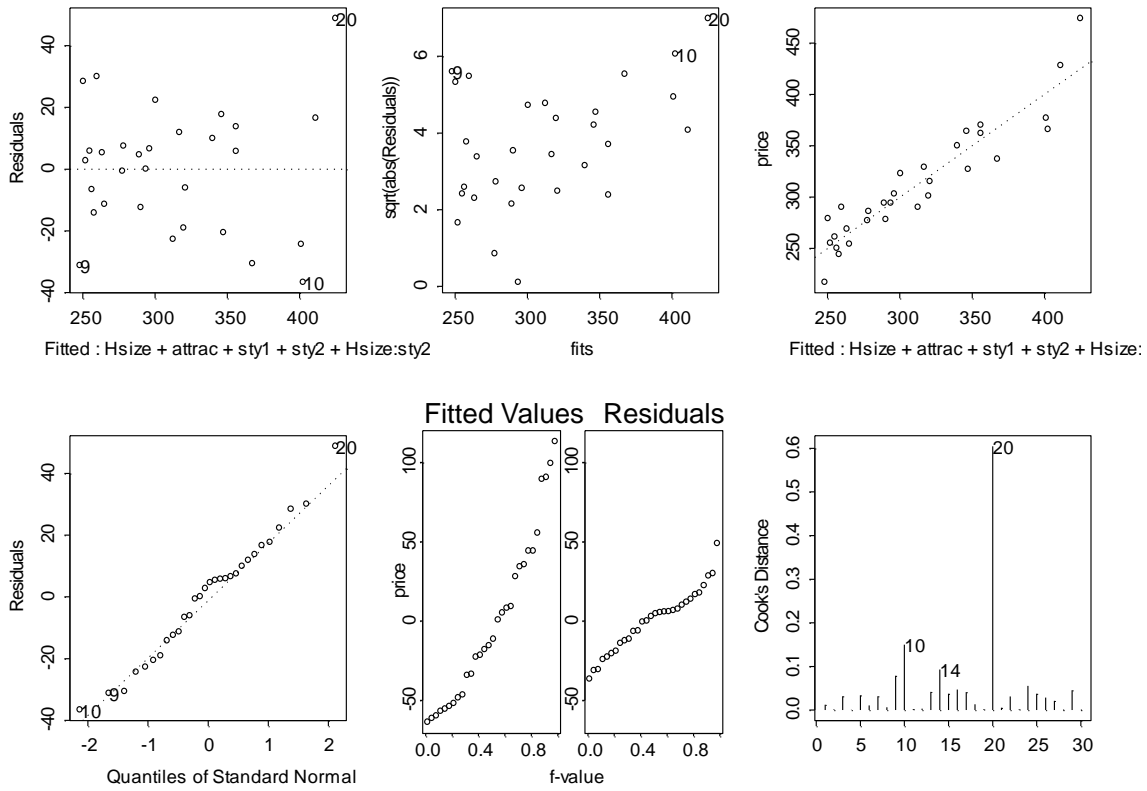 Residuals
-40 -20 0 20 40
20
9
10
250 300 350 400
Fitted : Hsize + attrac + sty1 + sty2 + Hsize:sty2
sqrt(abs(Residuals))
0 2 4 6
20
10
9
250 300 350 400
fits
price
250 300 350 400 450
250 300 350 400
Fitted : Hsize + attrac + sty1 + sty2 + Hsize:
Residuals
-40 -20 0 20 40
20
9
10
-2 -1 0 1 2
Quantiles of Standard Normal
Fitted Values Residuals
price
-50 0 50 100
-50 0 50 100
0.0 0.4 0.8
0.0 0.4 0.8
f-value
Cook's Distance
0.0 0.1 0.2 0.3 0.4 0.5 0.6
20
10
14
0 5 10 15 20 25 30